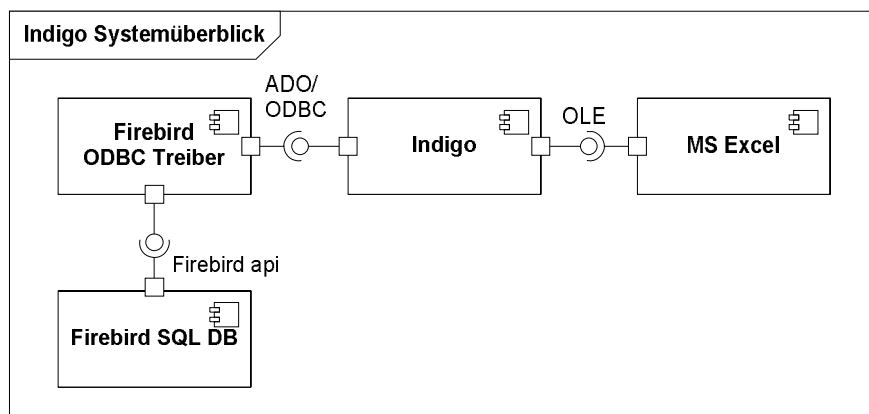 Indigo Systemüberblick
ADO/
ODBC
Firebird
ODBC Treiber
Indigo
OLE
MS Excel
Firebird api
Firebird SQL DB